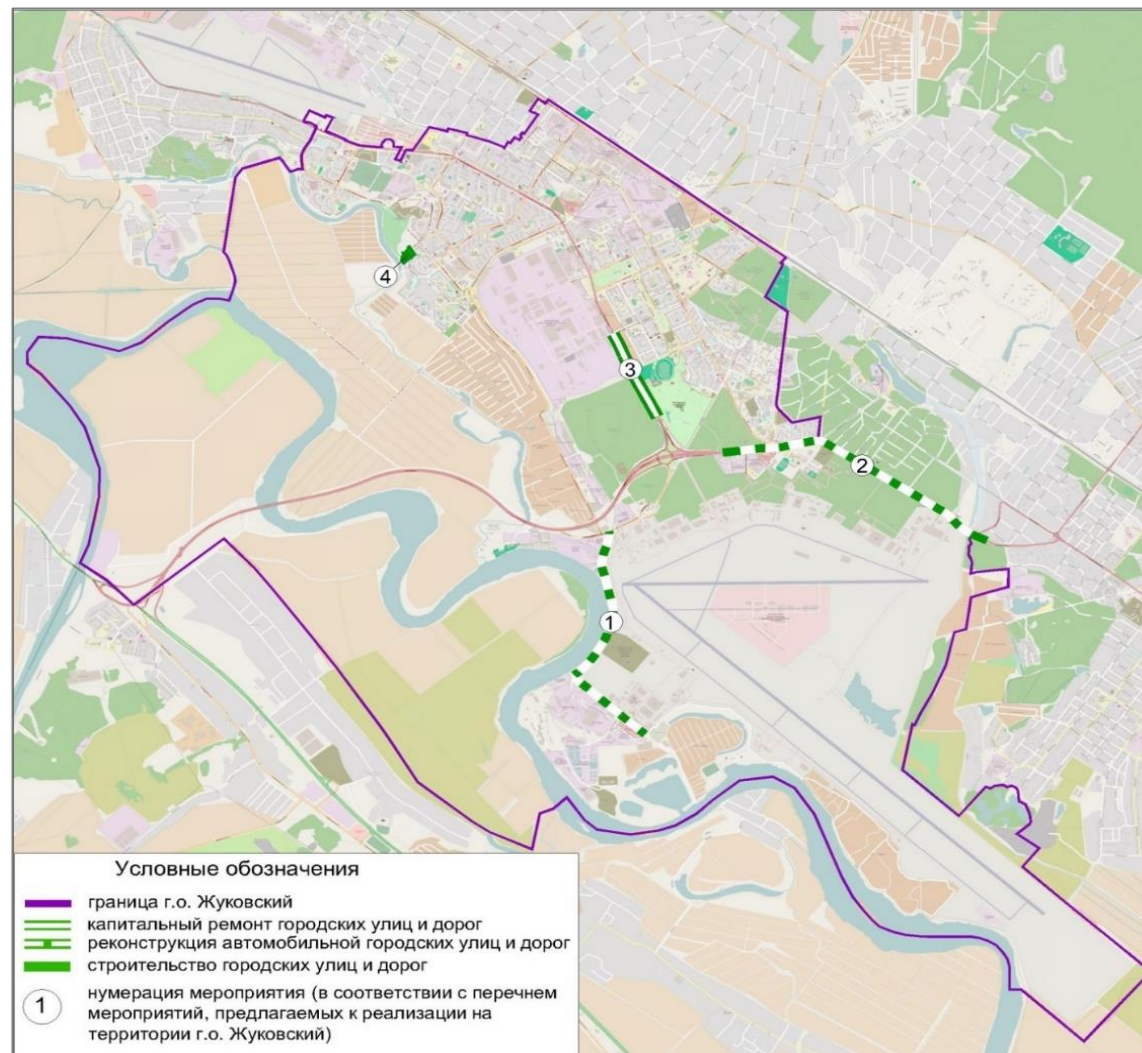 4
3
2
1
Условные обозначения
граница г.о. Жуковский
капитальный ремонт городских улиц и дорог
реконструкция автомобильной городских улиц и дорог
строительство городских улиц и дорог
1
нумерация мероприятия (в соответствии с перечнем
мероприятий, предлагаемых к реализации на
территории г.о. Жуковский)